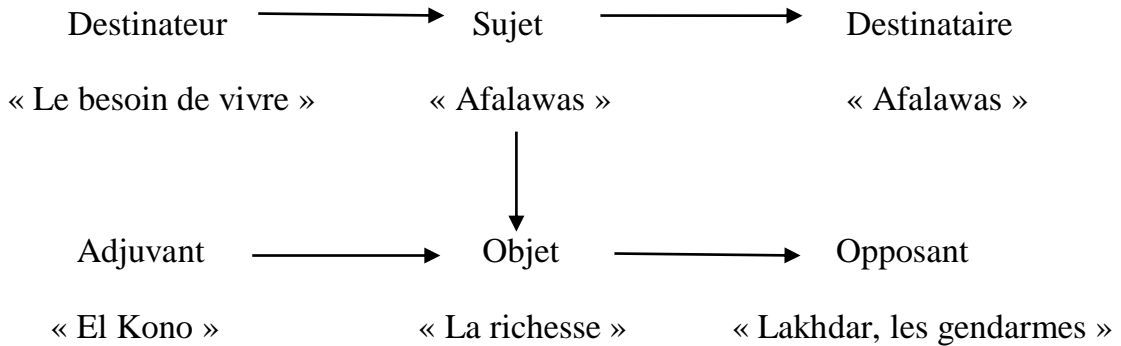 Destinateur Sujet Destinataire
« Le besoin de vivre » « Afalawas » « Afalawas »
Adjuvant Objet Opposant
« El Kono » « La richesse » « Lakhdar, les gendarmes »